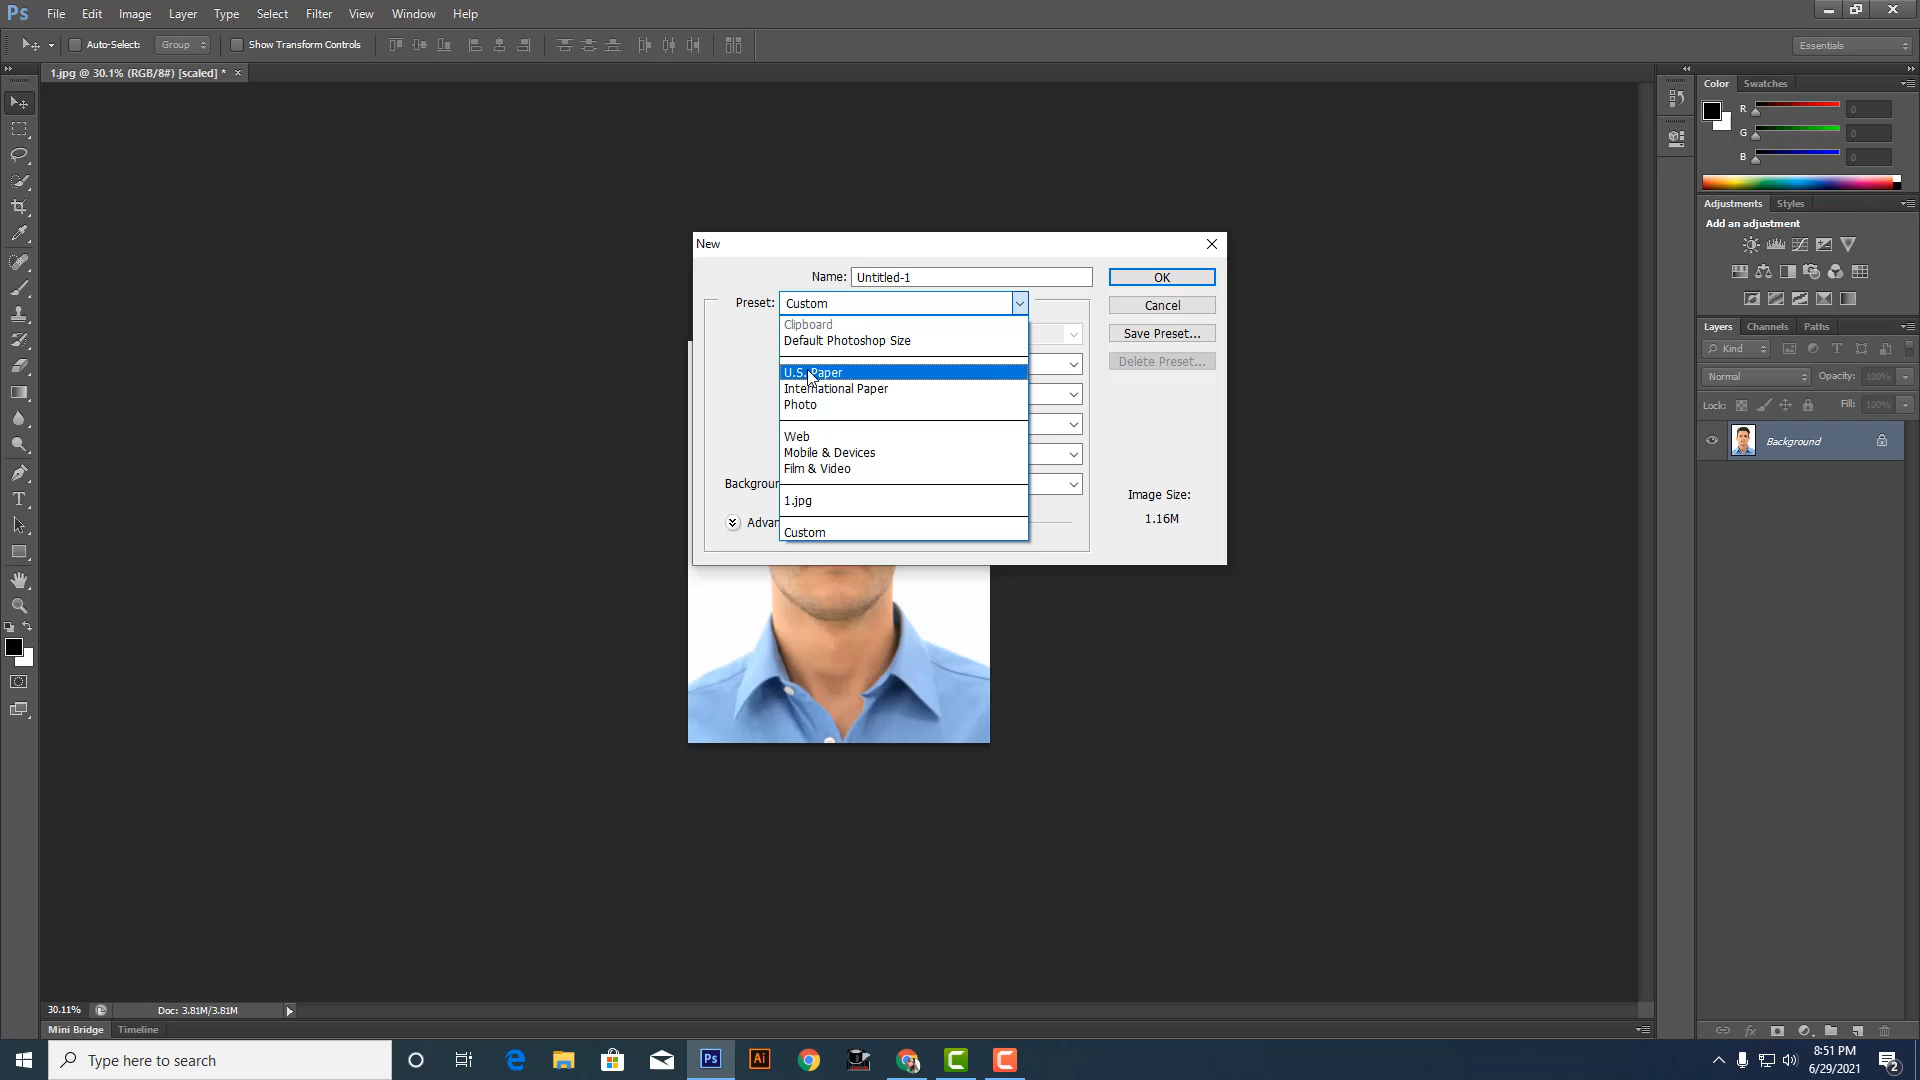 Ps File Edit Image Layer Type Select Filter View Window Help
Auto-Select: Group Show Transform Controls Essentials
1.jpg @ 30.1% (RGB/8#) [scaled] * ×
Color Swatches
R 0
G 0
B 0
Adjustments Styles
Add an adjustment
Layers Channels Paths
Kind
Normal Opacity: 100%
Lock: Fill: 100%
Background
New
Name: Untitled-1
OK
Preset: Custom
Cancel
Clipboard
Save Preset...
Default Photoshop Size
Delete Preset...
U.S. Paper
International Paper
Photo
Web
Mobile & Devices
Film & Video
Backgroun
1.jpg
Image Size:
1.16M
Advan
Custom
30.11% Doc: 3.81M/3.81M
Mini Bridge Timeline
Type here to search
Ps Ai
8:51 PM
6/29/2021
2